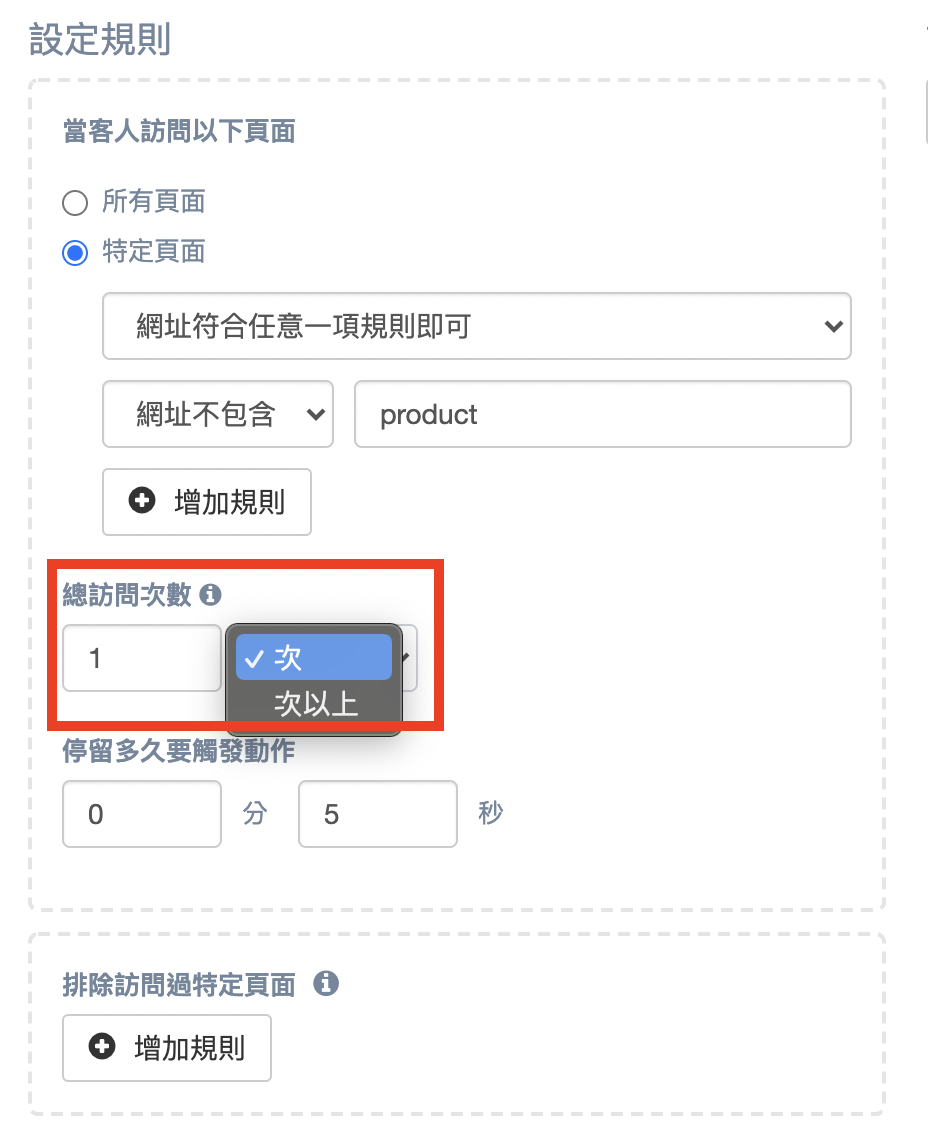 設定規則
當客人訪問以下頁面
所有頁面
特定頁面
網址符合任意一項規則即可
網址不包含 product
增加規則
總訪問次數
1 次
次以上
停留多久要觸發動作
0 分 5 秒
排除訪問過特定頁面
增加規則